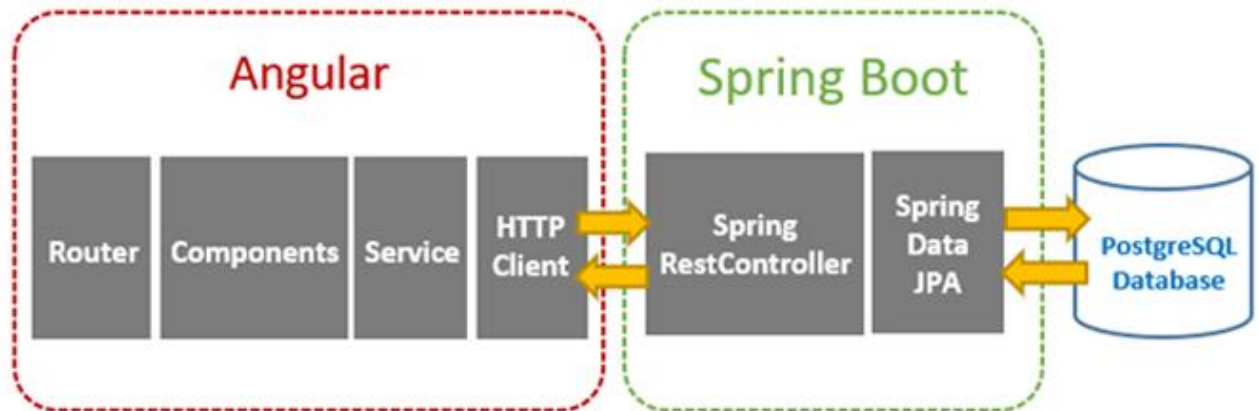 Angular
Spring Boot
Router
Components
Service
HTTP
Client
Spring
RestController
Spring
Data
JPA
PostgreSQL
Database